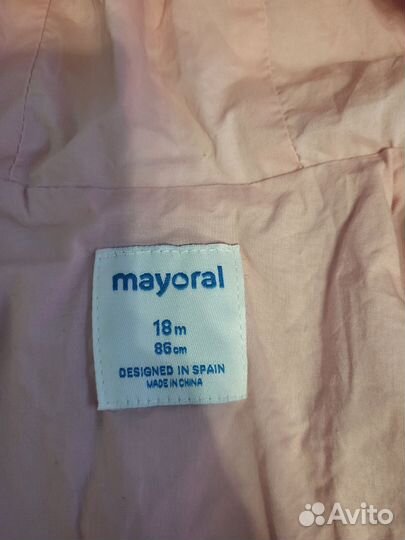 mayoral
18m
86cm
DESIGNED IN SPAIN
MADE IN CHINA
Avito